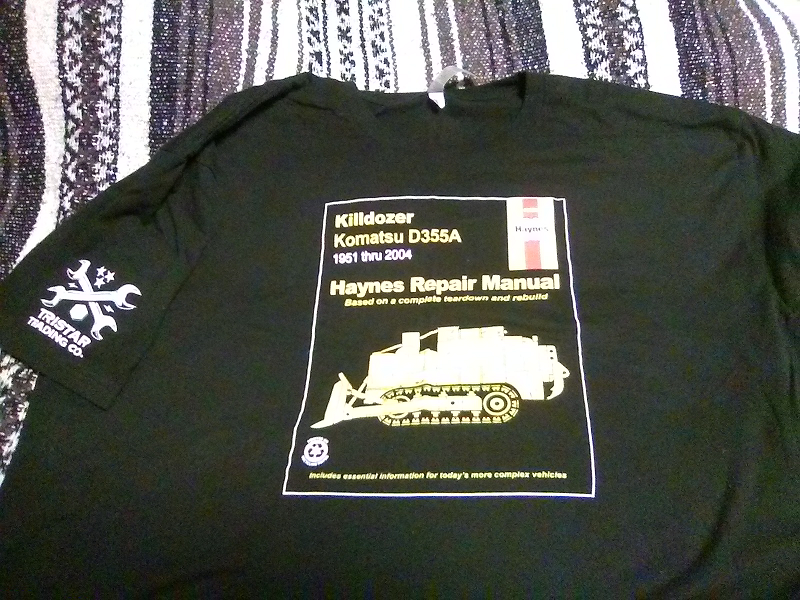 Killdozer
Komatsu D355A
1951 thru 2004
Haynes
Haynes Repair Manual
Based on a complete teardown and rebuild
Includes essential information for today's more complex vehicles
TRISTAR
TRADING CO.